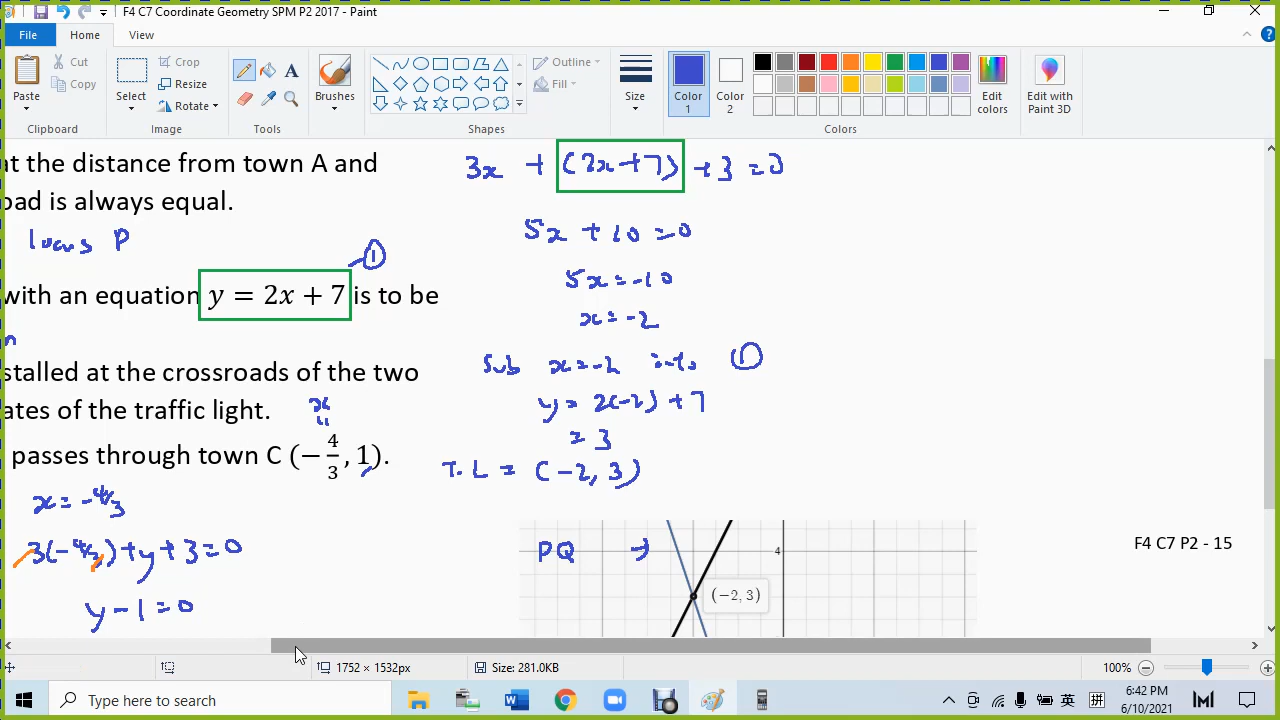 F4 C7 Coordinate Geometry SPM P2 2017 - Paint
File Home View
Paste Cut Copy Clipboard
Select Crop Resize Rotate Image
Tools
Brushes
Outline Fill Shapes
Size
Color 1 Color 2 Edit colors Colors
Edit with Paint 3D
at the distance from town A and
oad is always equal.
locus P
①
with an equation y = 2x + 7 is to be
n
stalled at the crossroads of the two
ates of the traffic light.
x
"
passes through town C (−4/3, 1).
x = -4/3
3(-4/3) + y + 3 = 0
y - 1 = 0
3x + (2x+7) + 3 = 0
5x + 10 = 0
5x = -10
x = -2
Sub x = -2 into ①
y = 2(-2) + 7
= 3
T.L = (-2, 3)
PQ →
4
(−2, 3)
F4 C7 P2 - 15
1752 × 1532px Size: 281.0KB 100%
Type here to search
英 拼 6:42 PM
6/10/2021